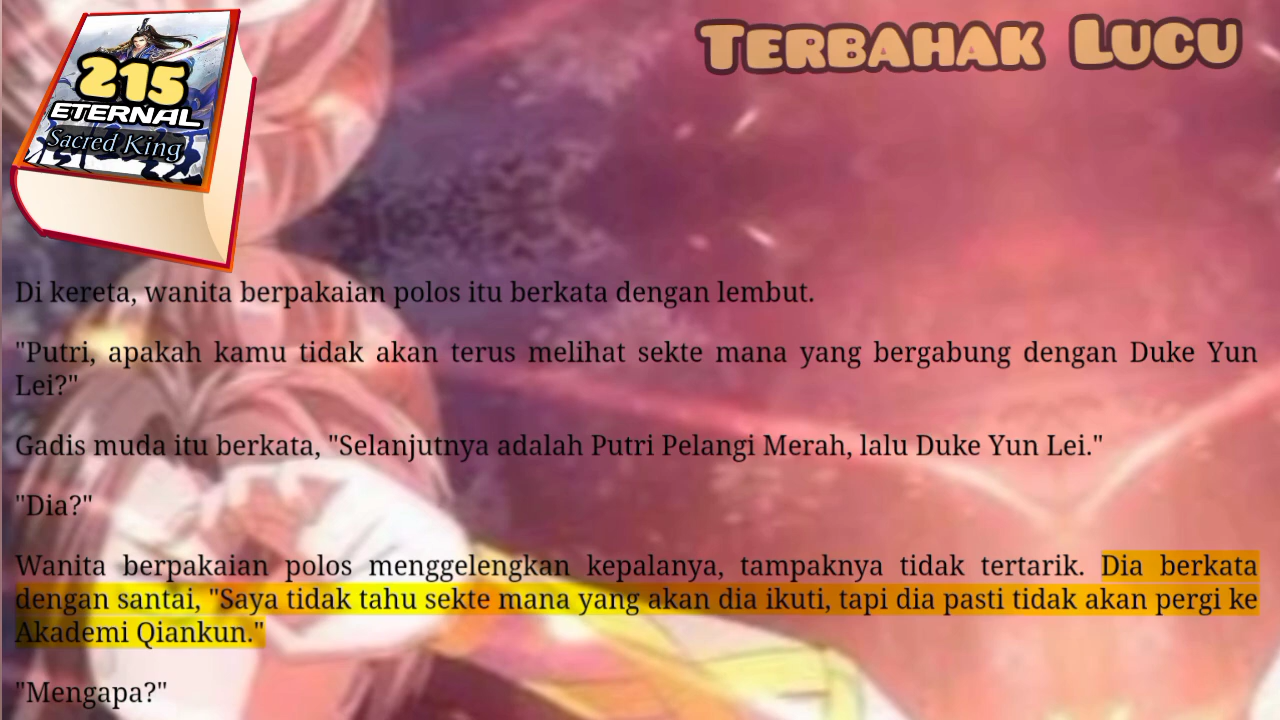 TERBAHAK LUCU
215
ETERNAL
Sacred King
Di kereta, wanita berpakaian polos itu berkata dengan lembut.
"Putri, apakah kamu tidak akan terus melihat sekte mana yang bergabung dengan Duke Yun
Lei?"
Gadis muda itu berkata, "Selanjutnya adalah Putri Pelangi Merah, lalu Duke Yun Lei."
"Dia?"
Wanita berpakaian polos menggelengkan kepalanya, tampaknya tidak tertarik. Dia berkata
dengan santai, "Saya tidak tahu sekte mana yang akan dia ikuti, tapi dia pasti tidak akan pergi ke
Akademi Qiankun."
"Mengapa?"